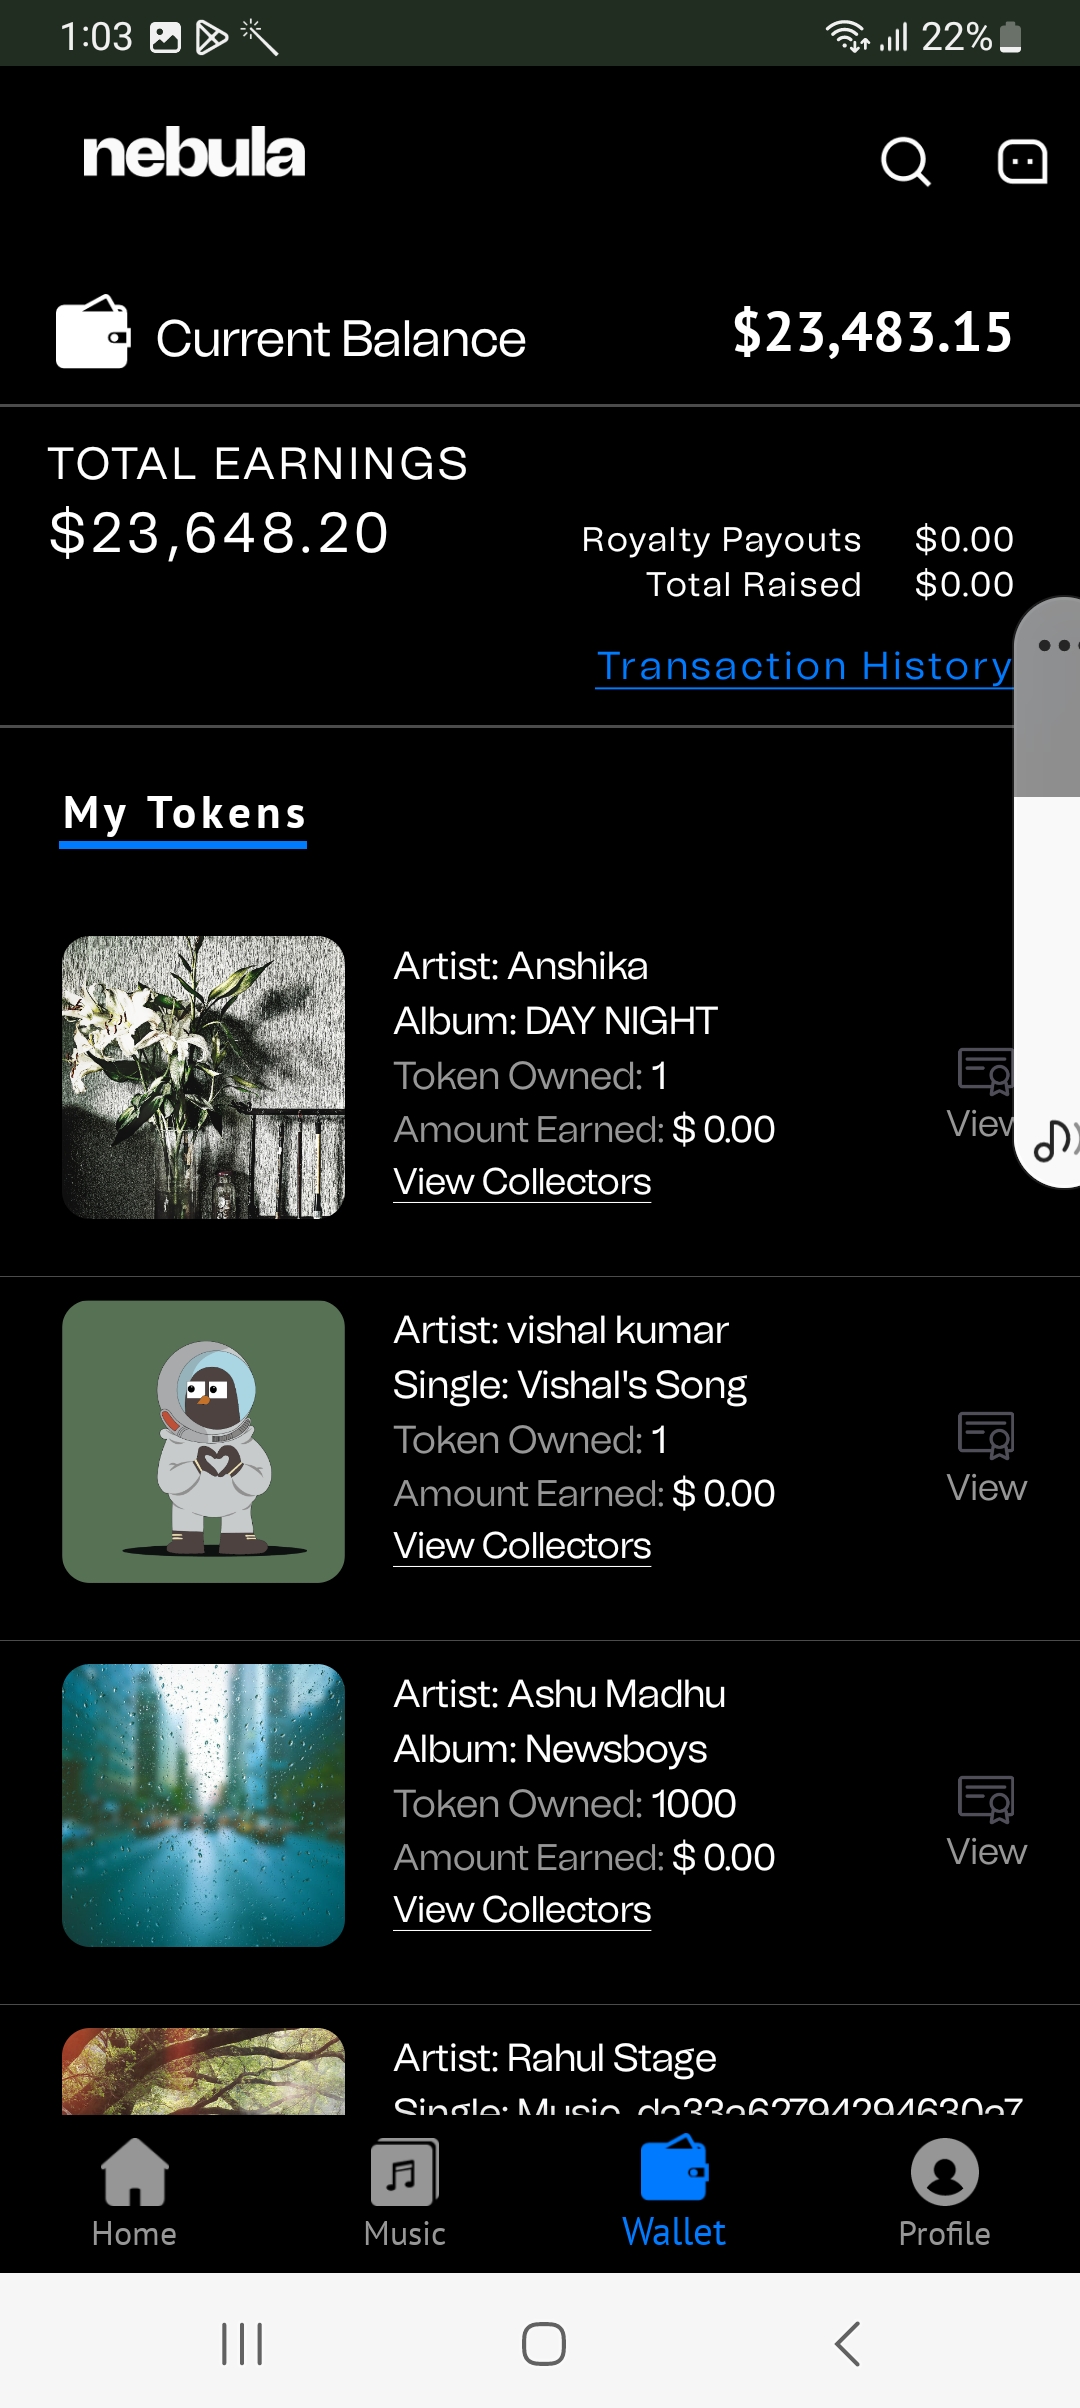 1:03
22%
nebula
Current Balance $23,483.15
TOTAL EARNINGS
$23,648.20
Royalty Payouts $0.00
Total Raised $0.00
Transaction History
My Tokens
Artist: Anshika
Album: DAY NIGHT
Token Owned: 1
Amount Earned: $ 0.00
View Collectors
View
Artist: vishal kumar
Single: Vishal's Song
Token Owned: 1
Amount Earned: $ 0.00
View Collectors
View
Artist: Ashu Madhu
Album: Newsboys
Token Owned: 1000
Amount Earned: $ 0.00
View Collectors
View
Artist: Rahul Stage
Single:
Home
Music
Wallet
Profile